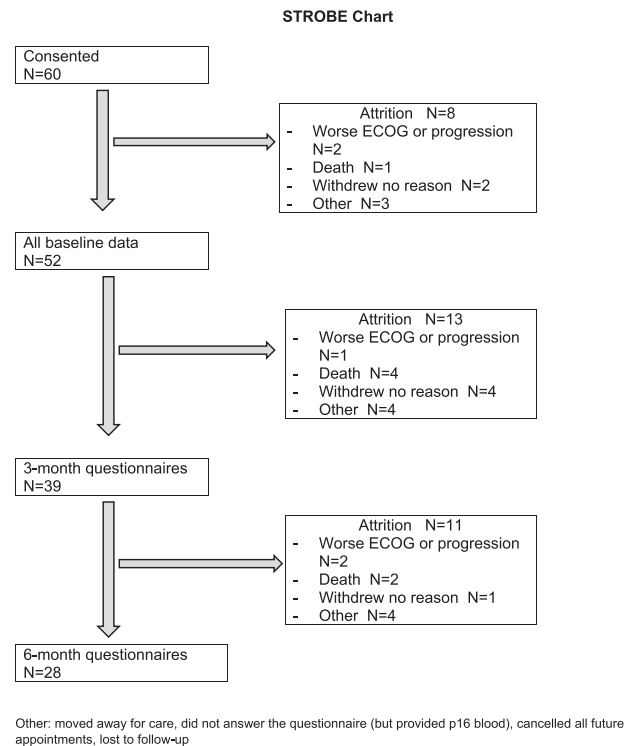 STROBE Chart
Consented
N=60
Attrition N=8
- Worse ECOG or progression
N=2
- Death N=1
- Withdrew no reason N=2
- Other N=3
All baseline data
N=52
Attrition N=13
- Worse ECOG or progression
N=1
- Death N=4
- Withdrew no reason N=4
- Other N=4
3-month questionnaires
N=39
Attrition N=11
- Worse ECOG or progression
N=2
- Death N=2
- Withdrew no reason N=1
- Other N=4
6-month questionnaires
N=28
Other: moved away for care, did not answer the questionnaire (but provided p16 blood), cancelled all future
appointments, lost to follow-up